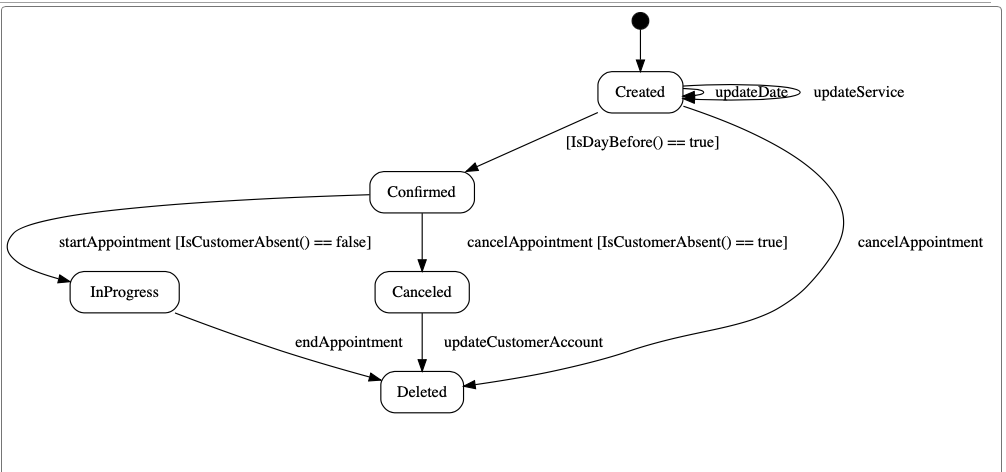 Created
updateDate
updateService
[IsDayBefore() == true]
Confirmed
startAppointment [IsCustomerAbsent() == false]
cancelAppointment [IsCustomerAbsent() == true]
cancelAppointment
InProgress
Canceled
endAppointment
updateCustomerAccount
Deleted